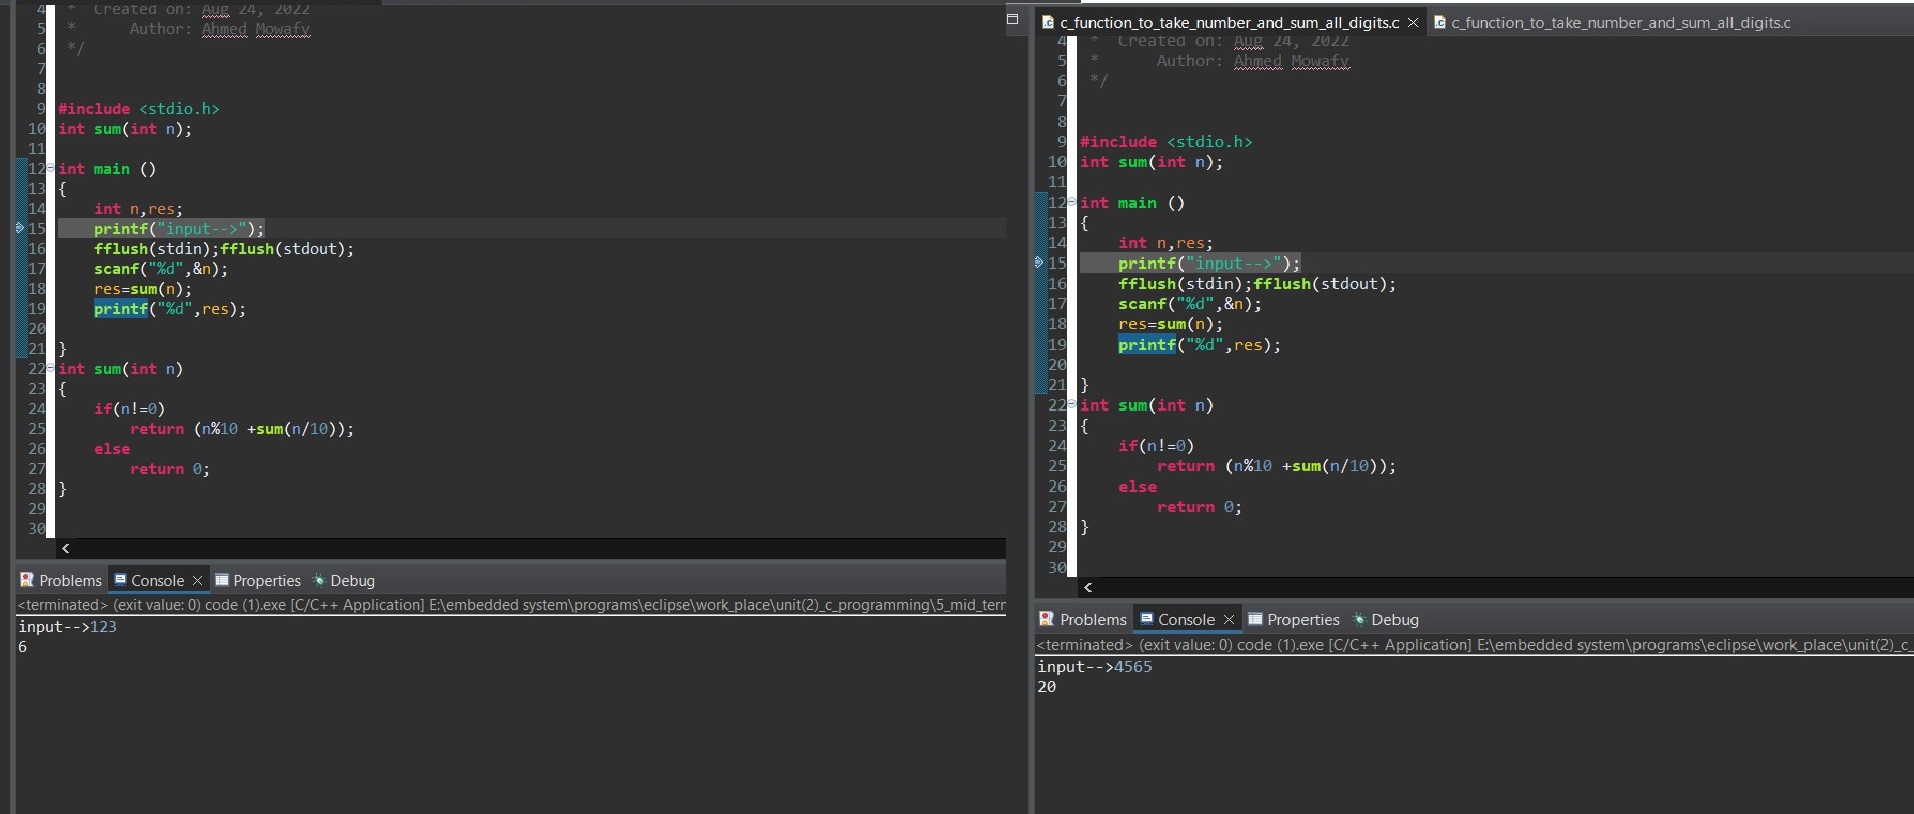 4 * Created on: Aug 24, 2022
5 *      Author: Ahmed Mowafy
6 */
7
8
9 #include <stdio.h>
10 int sum(int n);
11
12 int main ()
13 {
14     int n,res;
15     printf("input-->");
16     fflush(stdin);fflush(stdout);
17     scanf("%d",&n);
18     res=sum(n);
19     printf("%d",res);
20
21 }
22 int sum(int n)
23 {
24     if(n!=0)
25         return (n%10 +sum(n/10));
26     else
27         return 0;
28 }
29
30
Problems Console Properties Debug
<terminated> (exit value: 0) code (1).exe [C/C++ Application] E:\embedded system\programs\eclipse\work_place\unit(2)_c_programming\5_mid_terr
input-->123
6
c_function_to_take_number_and_sum_all_digits.c c_function_to_take_number_and_sum_all_digits.c
4 * Created on: Aug 24, 2022
5 *      Author: Ahmed Mowafy
6 */
7
8
9 #include <stdio.h>
10 int sum(int n);
11
12 int main ()
13 {
14     int n,res;
15     printf("input-->");
16     fflush(stdin);fflush(stdout);
17     scanf("%d",&n);
18     res=sum(n);
19     printf("%d",res);
20
21 }
22 int sum(int n)
23 {
24     if(n!=0)
25         return (n%10 +sum(n/10));
26     else
27         return 0;
28 }
29
30
Problems Console Properties Debug
<terminated> (exit value: 0) code (1).exe [C/C++ Application] E:\embedded system\programs\eclipse\work_place\unit(2)_c_
input-->4565
20